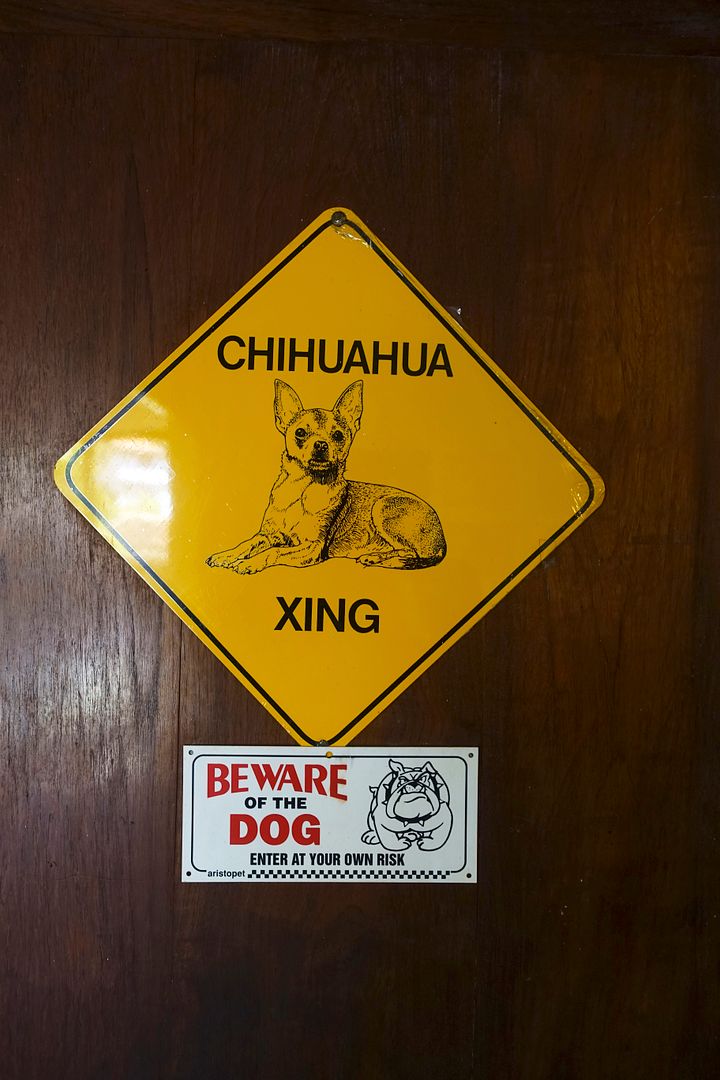 CHIHUAHUA
XING
BEWARE
OF THE
DOG
ENTER AT YOUR OWN RISK
aristopet